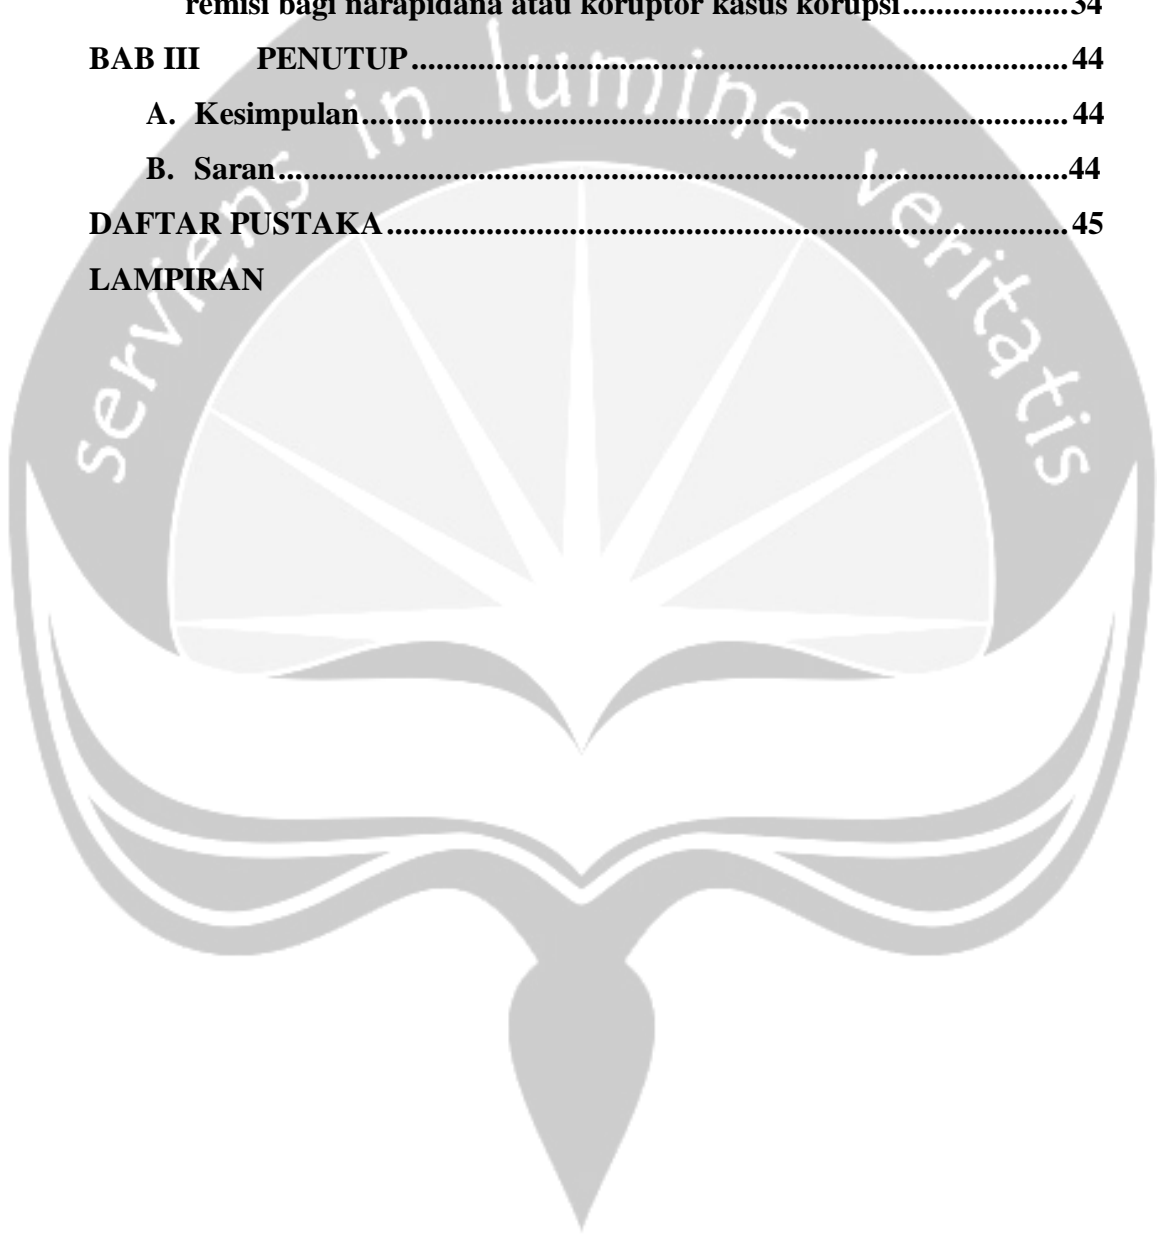 remisi bagi narapidana atau koruptor kasus korupsi....................34
BAB III PENUTUP................................................................................44
A. Kesimpulan......................................................................................44
B. Saran................................................................................................44
DAFTAR PUSTAKA...................................................................................45
LAMPIRAN
serviens in lumine veritatis